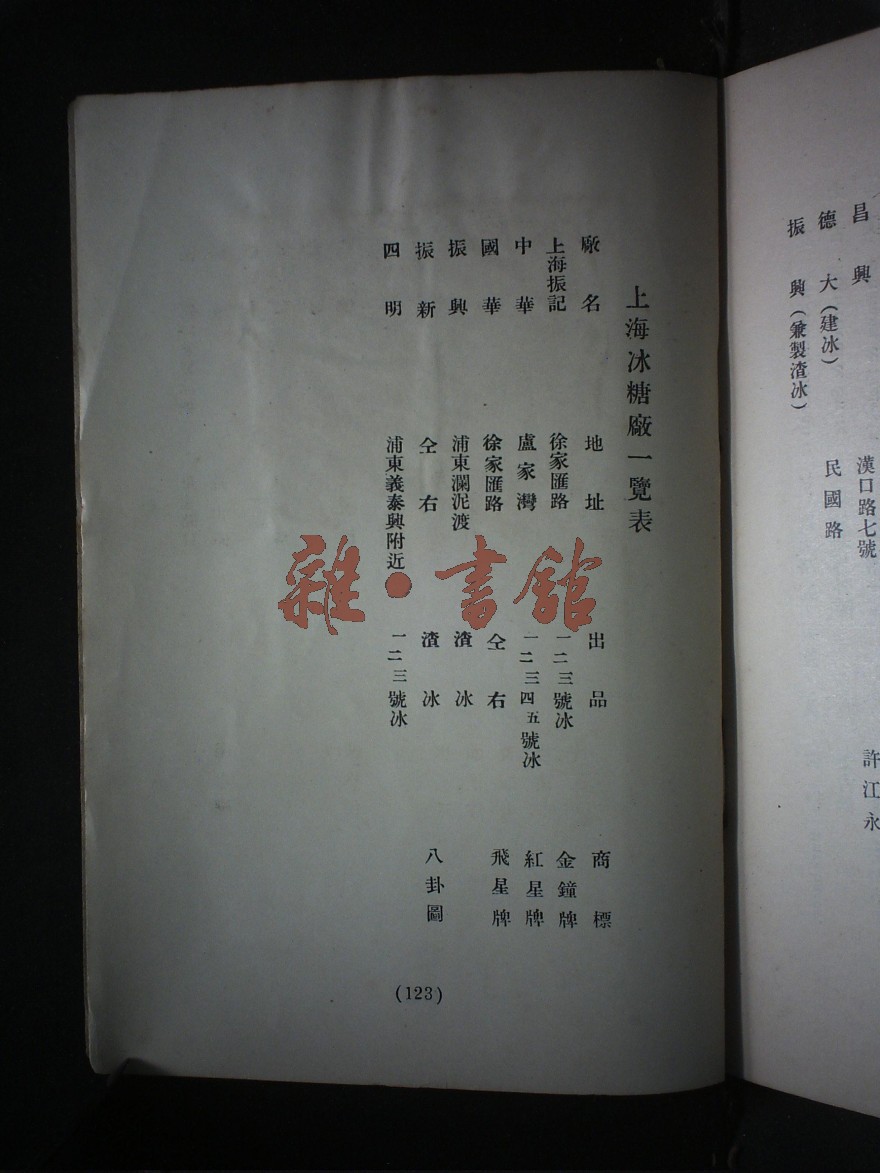 昌興 漢口路七號 許江永
德大(建冰) 民國路
振興(兼製渣冰)
上海冰糖廠一覽表
廠名 地址 出品 商標
上海振記 徐家匯路 一二三號冰 金鐘牌
中華 盧家灣 一二三四五號冰 紅星牌
國華 徐家匯路 仝右 飛星牌
振興 浦東瀾泥渡 渣冰
振新 仝右 渣冰 八卦圖
四明 浦東義泰興附近 一二三號冰
(123)
雜·書館